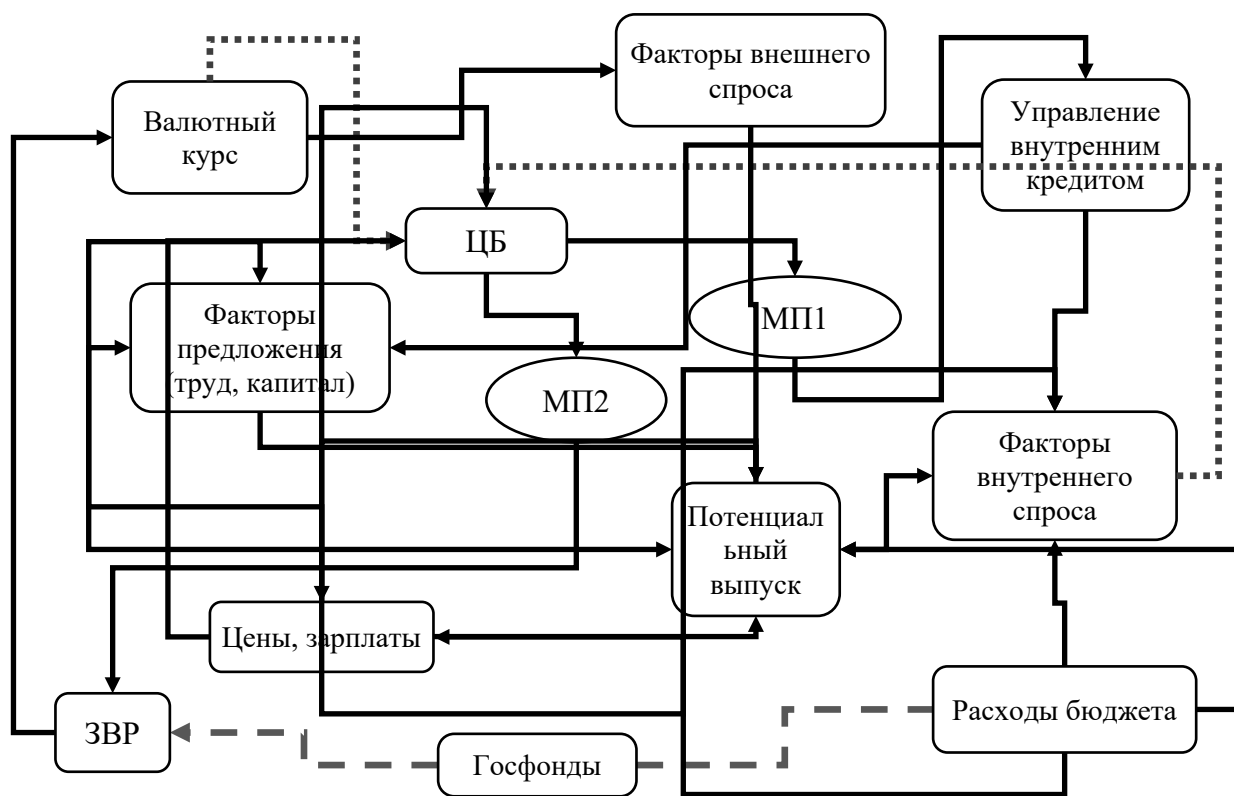 Факторы внешнего
спроса
Валютный
курс
Управление
внутренним
кредитом
ЦБ
Факторы
предложения
(труд, капитал)
МП1
МП2
Факторы
внутреннего
спроса
Потенциал
ьный
выпуск
Цены, зарплаты
Расходы бюджета
ЗВР
Госфонды